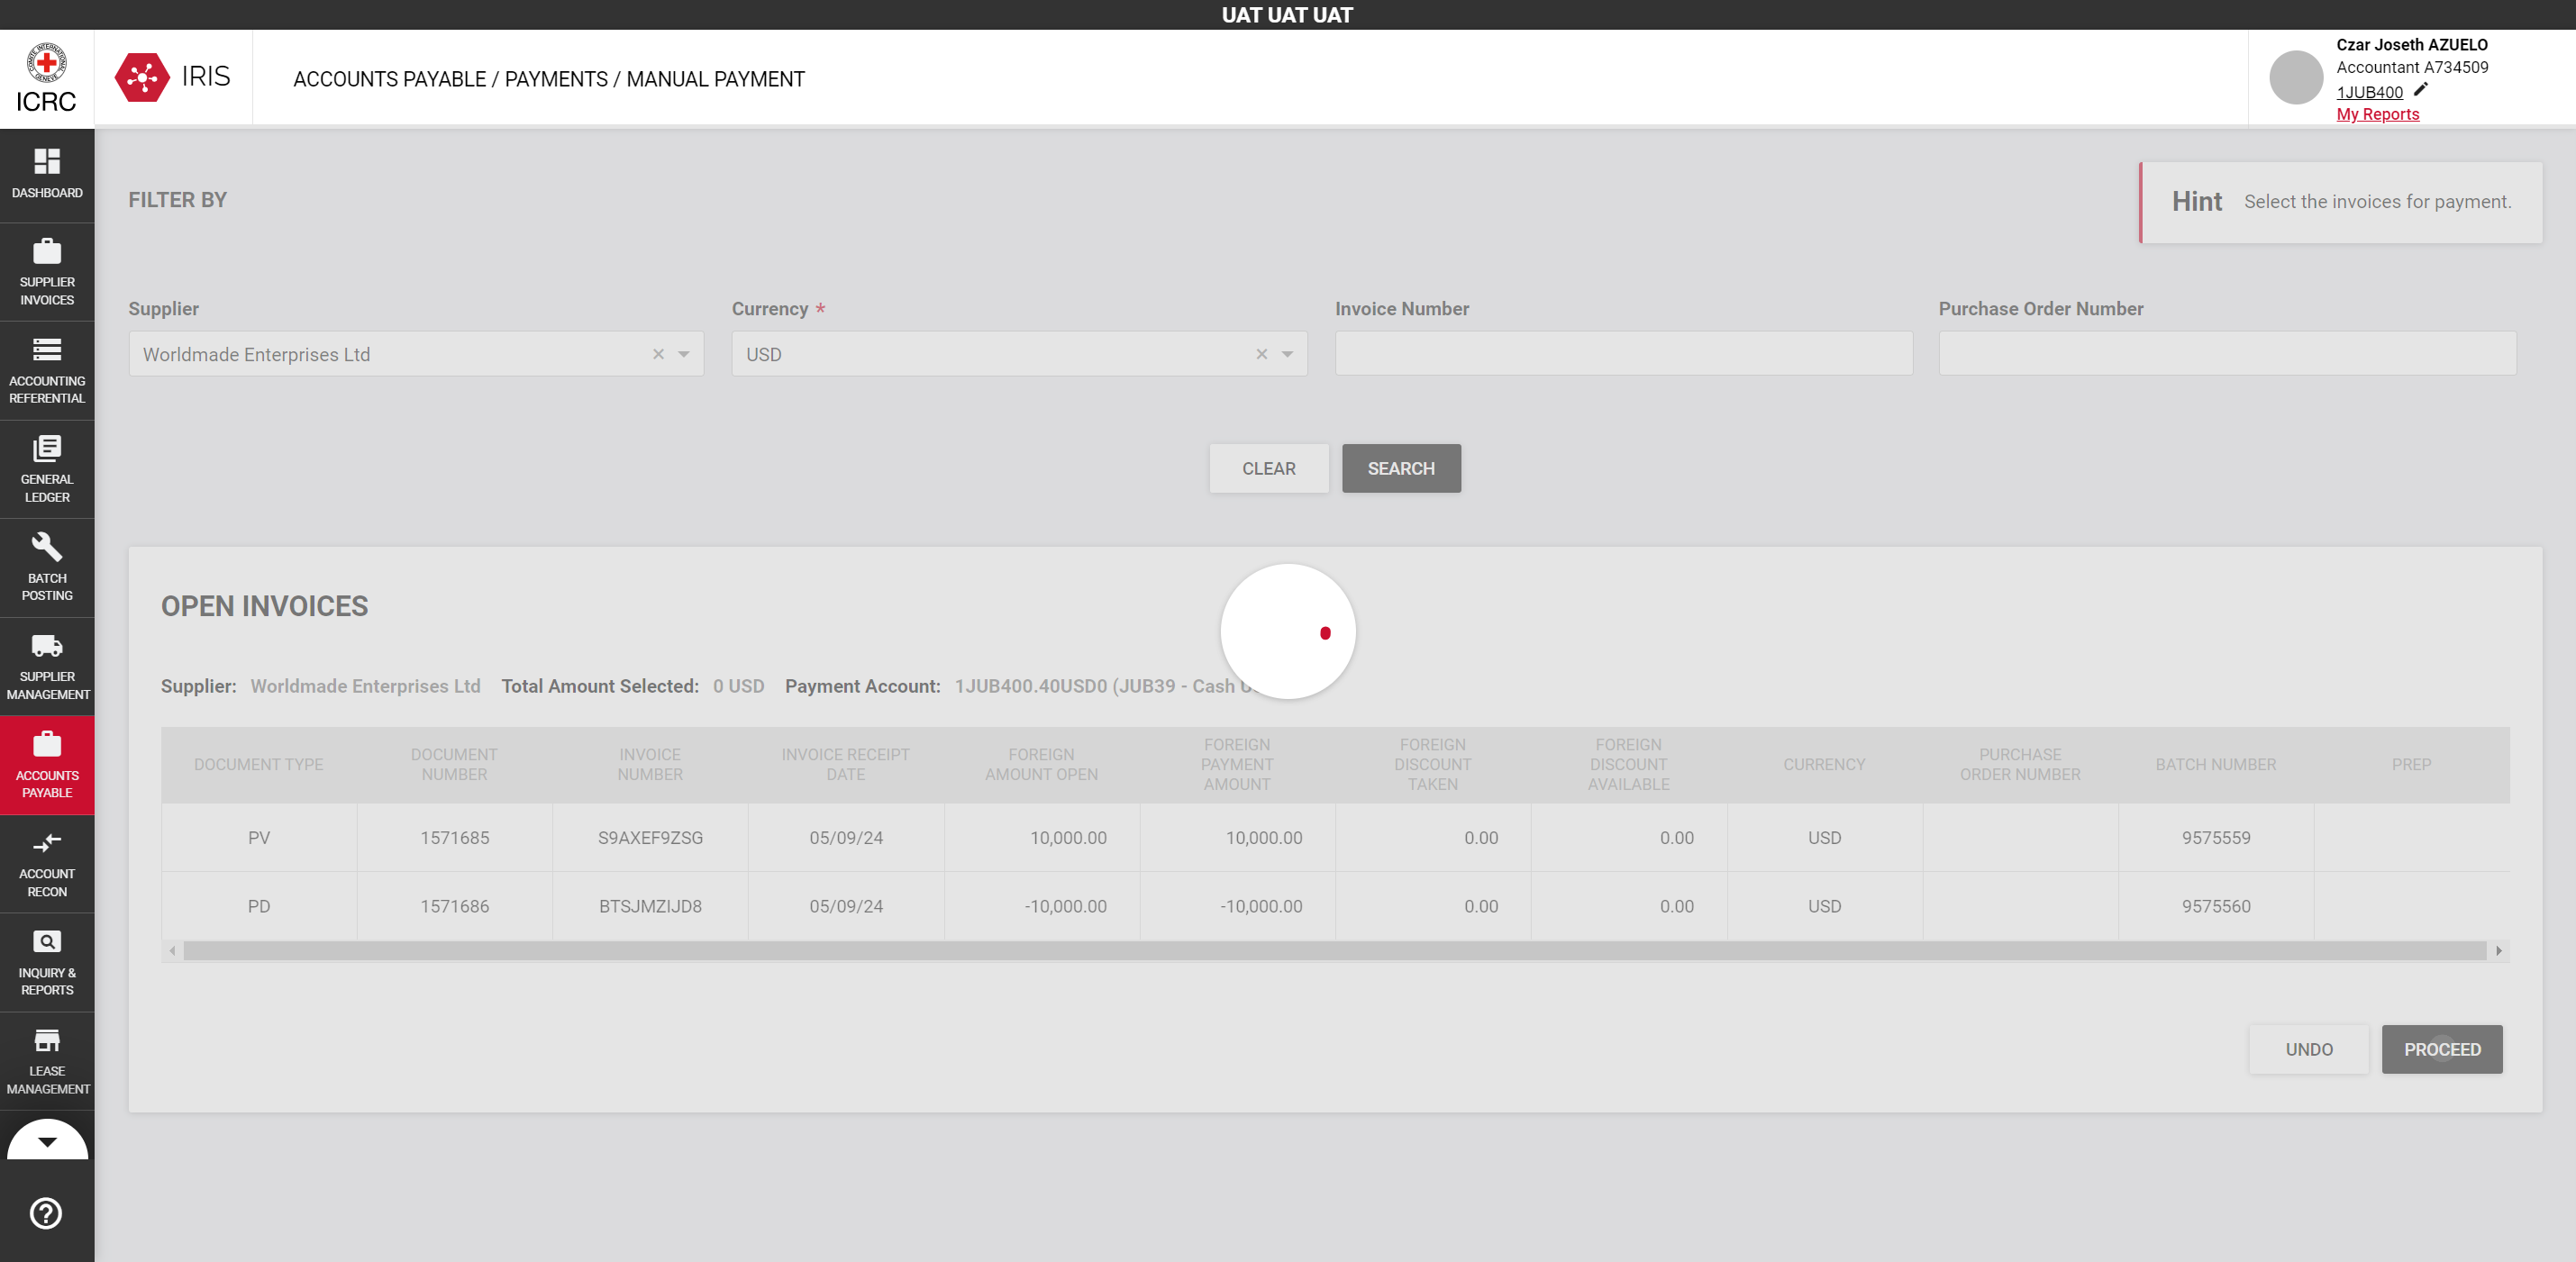 UAT UAT UAT
ICRC
IRIS
ACCOUNTS PAYABLE / PAYMENTS / MANUAL PAYMENT
Czar Joseth AZUELO
Accountant A734509
1JUB400
My Reports
DASHBOARD
SUPPLIER
INVOICES
ACCOUNTING
REFERENTIAL
GENERAL
LEDGER
BATCH
POSTING
SUPPLIER
MANAGEMENT
ACCOUNTS
PAYABLE
ACCOUNT
RECON
INQUIRY &
REPORTS
LEASE
MANAGEMENT
FILTER BY
Hint Select the invoices for payment.
Supplier Currency * Invoice Number Purchase Order Number
Worldmade Enterprises Ltd USD
CLEAR SEARCH
OPEN INVOICES
Supplier: Worldmade Enterprises Ltd Total Amount Selected: 0 USD Payment Account: 1JUB400.40USD0 (JUB39 - Cash
DOCUMENT TYPE DOCUMENT NUMBER INVOICE NUMBER INVOICE RECEIPT DATE FOREIGN AMOUNT OPEN FOREIGN PAYMENT AMOUNT FOREIGN DISCOUNT TAKEN FOREIGN DISCOUNT AVAILABLE CURRENCY PURCHASE ORDER NUMBER BATCH NUMBER PREP
PV 1571685 S9AXEF9ZSG 05/09/24 10,000.00 10,000.00 0.00 0.00 USD 9575559
PD 1571686 BTSJMZIJD8 05/09/24 -10,000.00 -10,000.00 0.00 0.00 USD 9575560
UNDO PROCEED